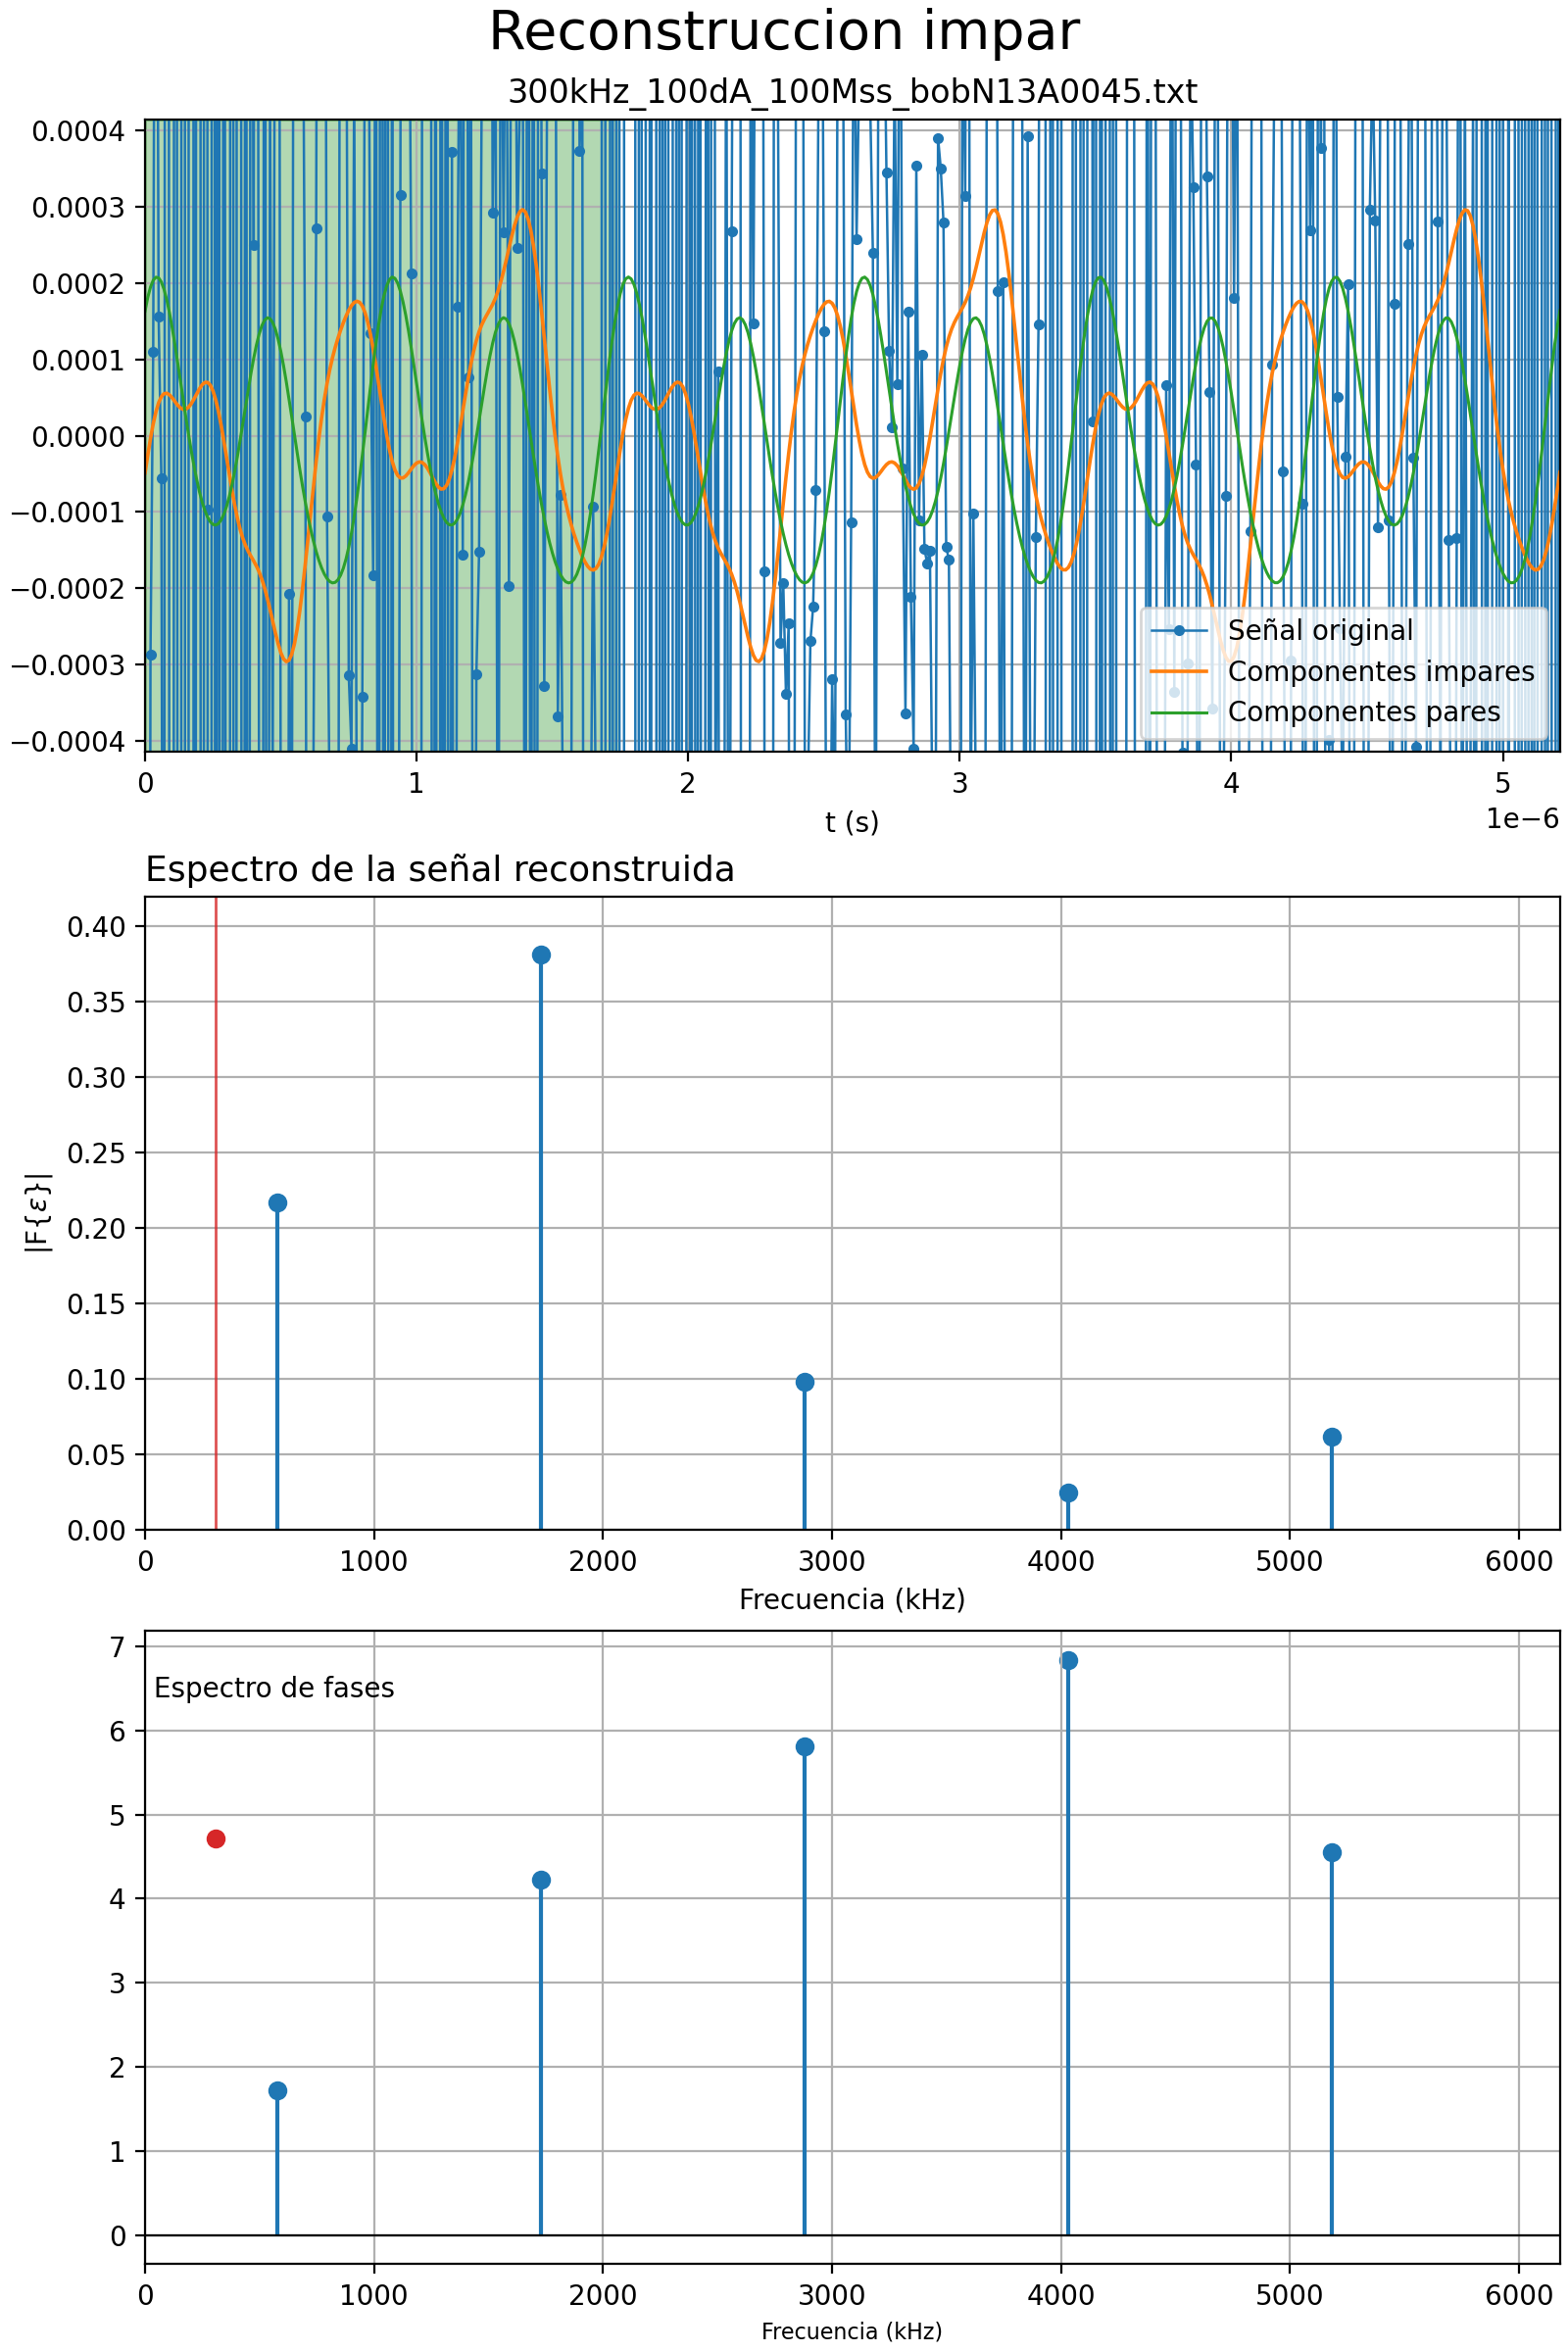 Reconstruccion impar
300kHz_100dA_100Mss_bobN13A0045.txt
0.0004
0.0003
0.0002
0.0001
0.0000
−0.0001
−0.0002
−0.0003
−0.0004
Señal original
Componentes impares
Componentes pares
0 1 2 3 4 5
1e−6
t (s)
Espectro de la señal reconstruida
0.40
0.35
0.30
0.25
0.20
0.15
0.10
0.05
0.00
|F{ε}|
0 1000 2000 3000 4000 5000 6000
Frecuencia (kHz)
7
Espectro de fases
6
5
4
3
2
1
0
0 1000 2000 3000 4000 5000 6000
Frecuencia (kHz)